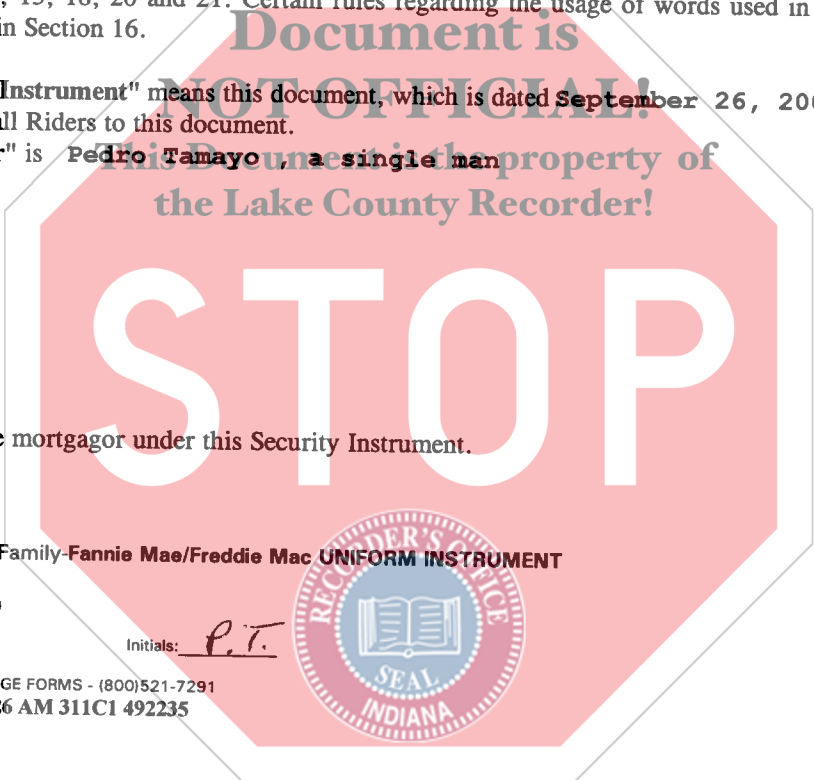 , 15, 18, 20 and 21. Certain rules regarding the usage of words used in
in Section 16.
Document is
NOT OFFICIAL!
Instrument" means this document, which is dated September 26, 200
ll Riders to this document.
r" is Pedro Tamayo , a single man
This Document is the property of
the Lake County Recorder!
STOP
e mortgagor under this Security Instrument.
Family-Fannie Mae/Freddie Mac UNIFORM INSTRUMENT
RECORDER'S OFFICE
Initials: P.T.
SEAL
INDIANA
GE FORMS - (800)521-7291
6 AM 311C1 492235